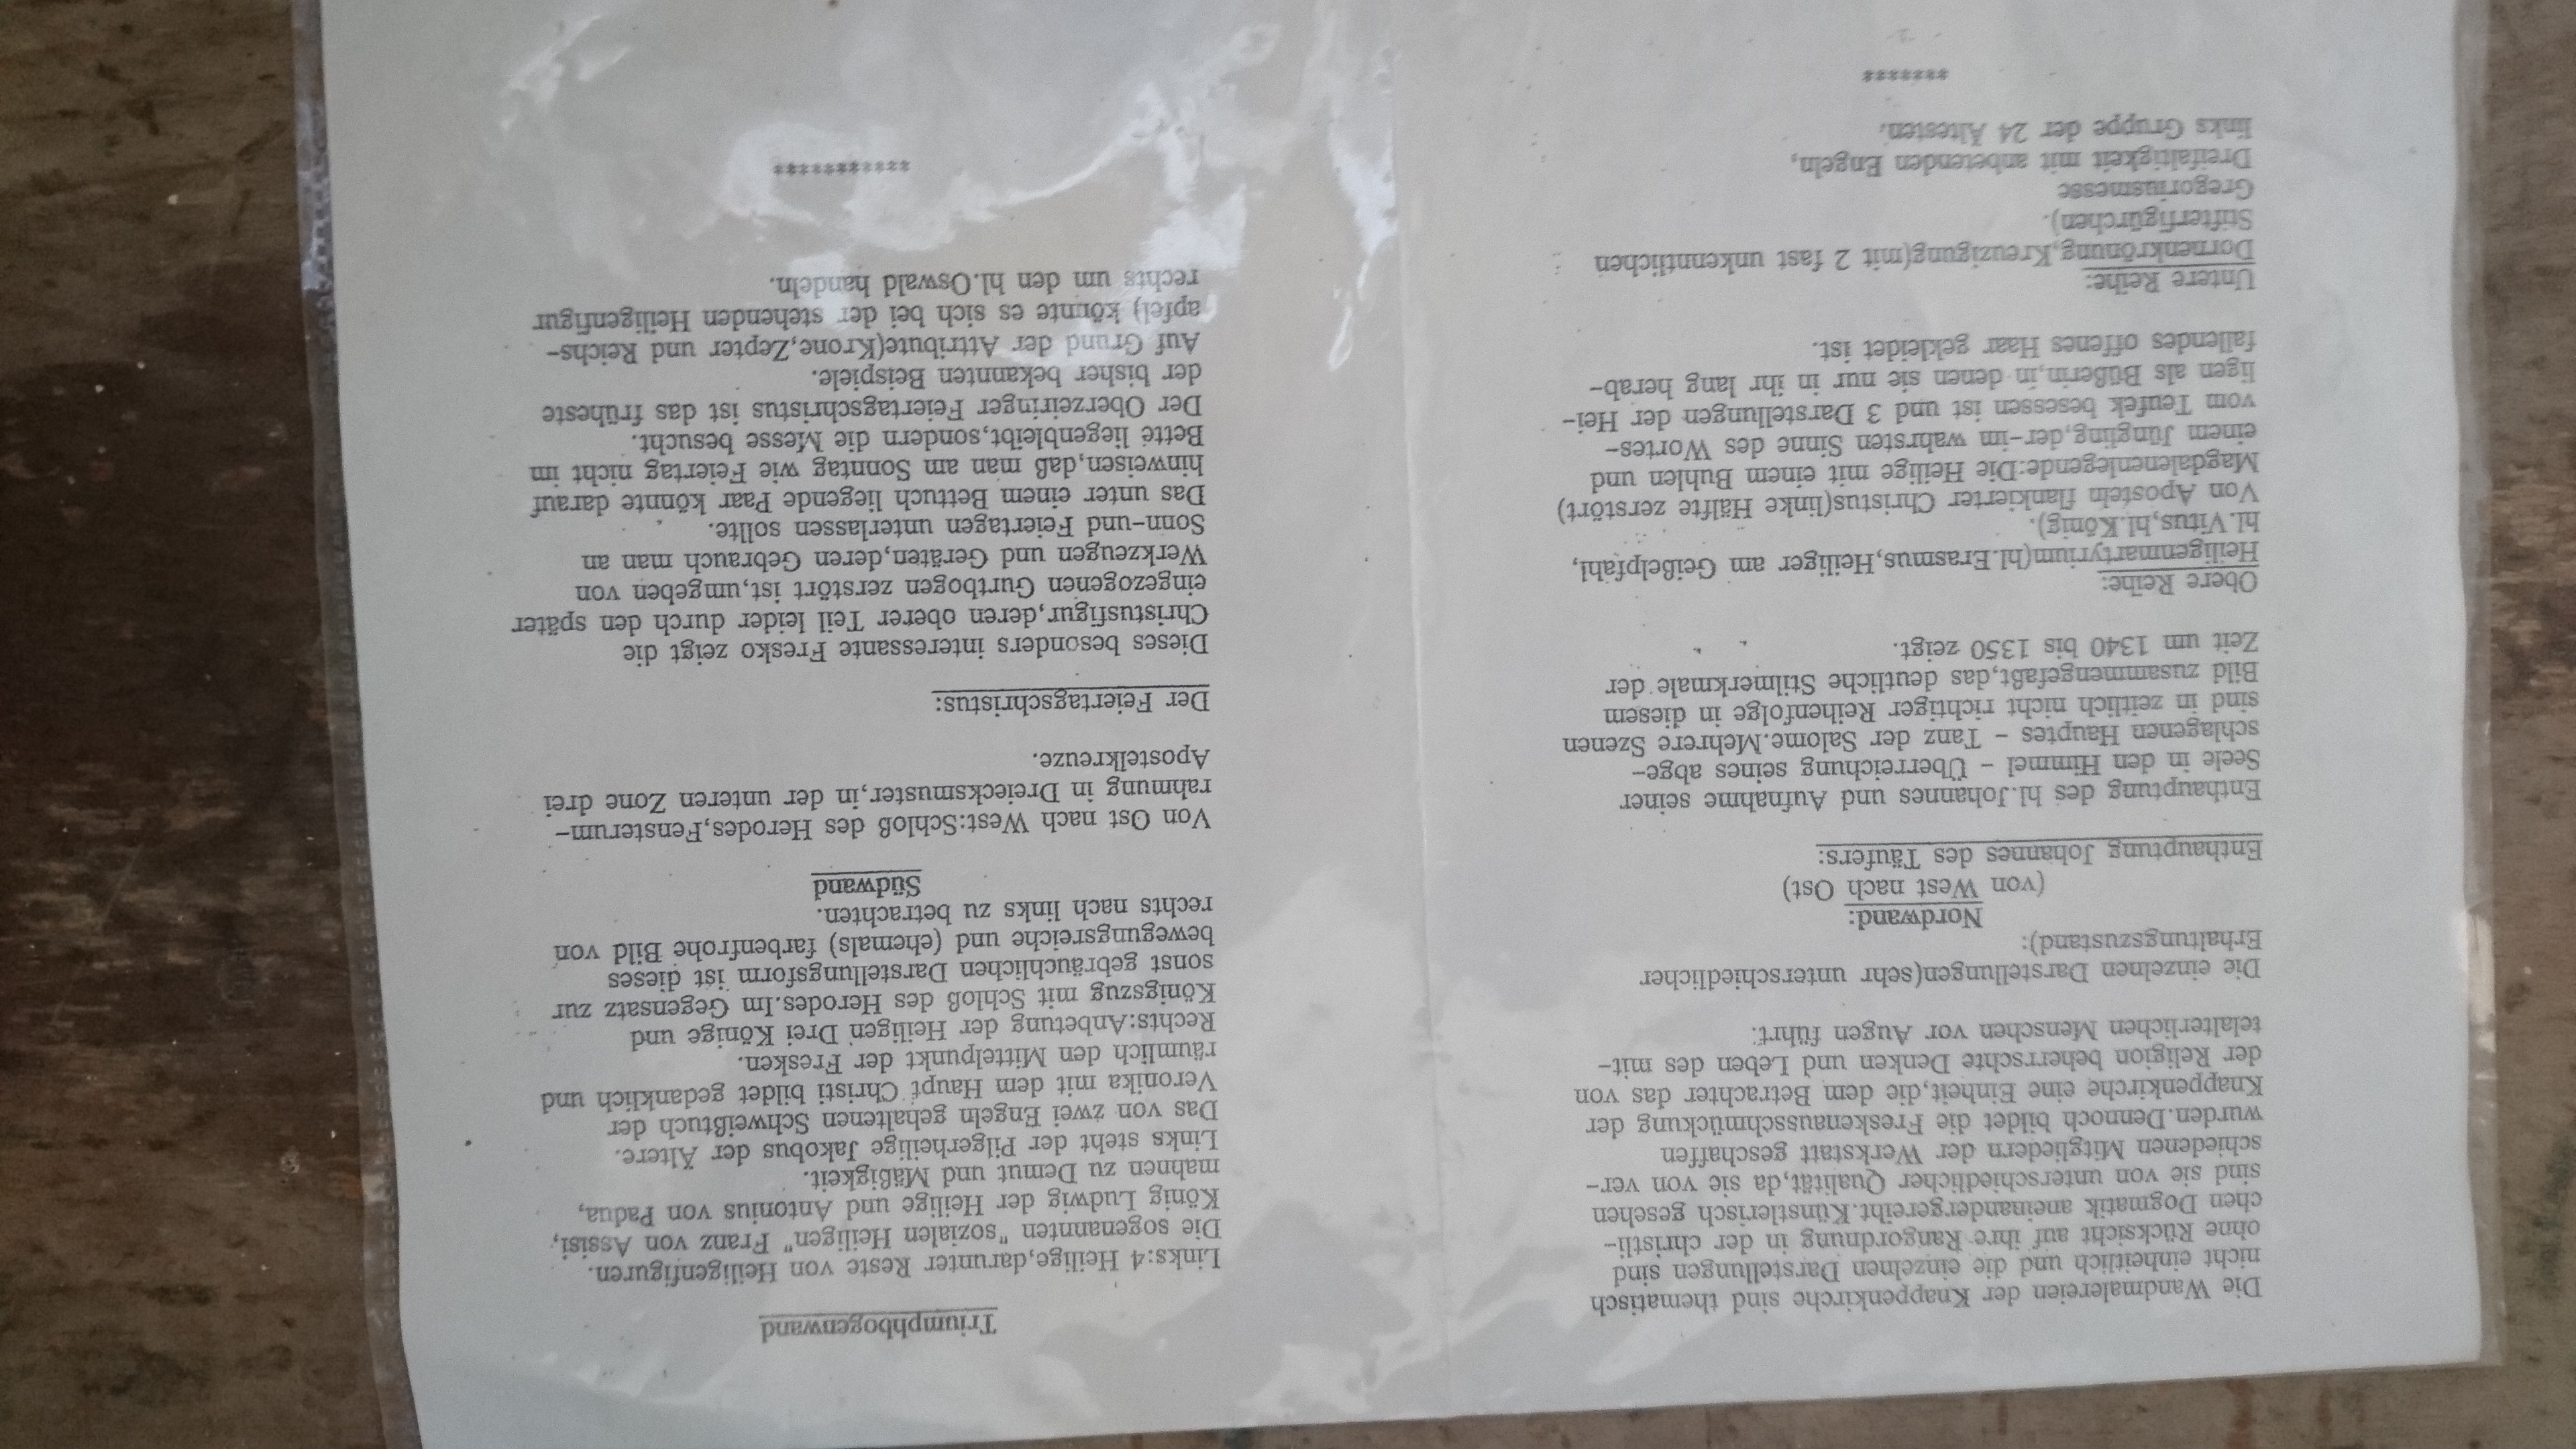 Die Wandmalereien der Knappenkirche sind thematisch
nicht einheitlich und die einzelnen Darstellungen sind
ohne Rücksicht auf ihre Rangordnung in der christli-
chen Dogmatik aneinandergereiht.Künstlerisch gesehen
sind sie von unterschiedlicher Qualität,da sie von ver-
schiedenen Mitgliedern der Werkstatt geschaffen
wurden.Dennoch bildet die Freskenausschmückung der
Knappenkirche eine Einheit,die dem Betrachter das von
der Religion beherrschte Denken und Leben des mit-
telalterlichen Menschen vor Augen führt.
Die einzelnen Darstellungen(sehr unterschiedlicher
Erhaltungszustand):
Nordwand:
(von West nach Ost)
Enthauptung Johannes des Täufers:
Enthauptung des hl.Johannes und Aufnahme seiner
Seele in den Himmel - Überreichung seines abge-
schlagenen Hauptes - Tanz der Salome.Mehrere Szenen
sind in zeitlich nicht richtiger Reihenfolge in diesem
Bild zusammengefaßt,das deutliche Stilmerkmale der
Zeit um 1340 bis 1350 zeigt.
Obere Reihe:
Heiligenmartyrium(hl.Erasmus,Heiliger am Geißelpfahl,
hl.Vitus,hl.König).
Von Aposteln flankierter Christus(linke Hälfte zerstört)
Magdalenenlegende:Die Heilige mit einem Buhlen und
einem Jüngling,der-im wahrsten Sinne des Wortes-
vom Teufek besessen ist und 3 Darstellungen der Hei-
ligen als Büßerin,in denen sie nur in ihr lang herab-
fallendes offenes Haar gekleidet ist.
Untere Reihe:
Dornenkrönung,Kreuzigung(mit 2 fast unkenntlichen
Stifterfigürchen).
Gregoriusmesse
Dreifaltigkeit mit anbetenden Engeln,
links Gruppe der 24 Ältesten.
*******
Triumphbogenwand
Links:4 Heilige,darunter Reste von Heiligenfiguren.
Die sogenannten "sozialen Heiligen" Franz von Assisi,
König Ludwig der Heilige und Antonius von Padua,
mahnen zu Demut und Mäßigkeit.
Links steht der Pilgerheilige Jakobus der Ältere.
Das von zwei Engeln gehaltenen Schweißtuch der
Veronika mit dem Haupt Christi bildet gedanklich und
räumlich den Mittelpunkt der Fresken.
Rechts:Anbetung der Heiligen Drei Könige und
Königszug mit Schloß des Herodes.Im Gegensatz zur
sonst gebräuchlichen Darstellungsform ist dieses
bewegungsreiche und (ehemals) farbenfrohe Bild von
rechts nach links zu betrachten.
Südwand
Von Ost nach West:Schloß des Herodes,Fensterum-
rahmung in Dreiecksmuster,in der unteren Zone drei
Apostelkreuze.
Der Feiertagschristus:
Dieses besonders interessante Fresko zeigt die
Christusfigur,deren oberer Teil leider durch den später
eingezogenen Gurtbogen zerstört ist,umgeben von
Werkzeugen und Geräten,deren Gebrauch man an
Sonn-und Feiertagen unterlassen sollte.
Das unter einem Bettuch liegende Paar könnte darauf
hinweisen,daß man am Sonntag wie Feiertag nicht im
Bette liegenbleibt,sondern die Messe besucht.
Der Oberzeiringer Feiertagschristus ist das früheste
der bisher bekannten Beispiele.
Auf Grund der Attribute(Krone,Zepter und Reichs-
apfel) könnte es sich bei der stehenden Heiligenfigur
rechts um den hl.Oswald handeln.
************